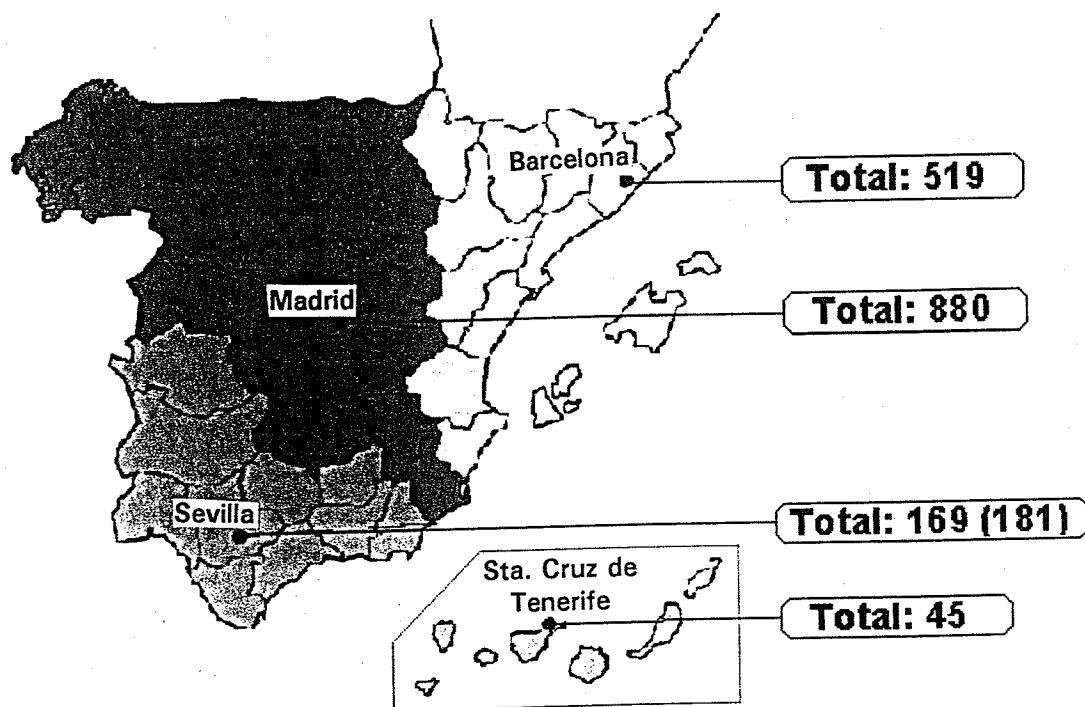 Barcelona
Total: 519
Madrid
Total: 880
Sevilla
Total: 169 (181)
Sta. Cruz de
Tenerife
Total: 45